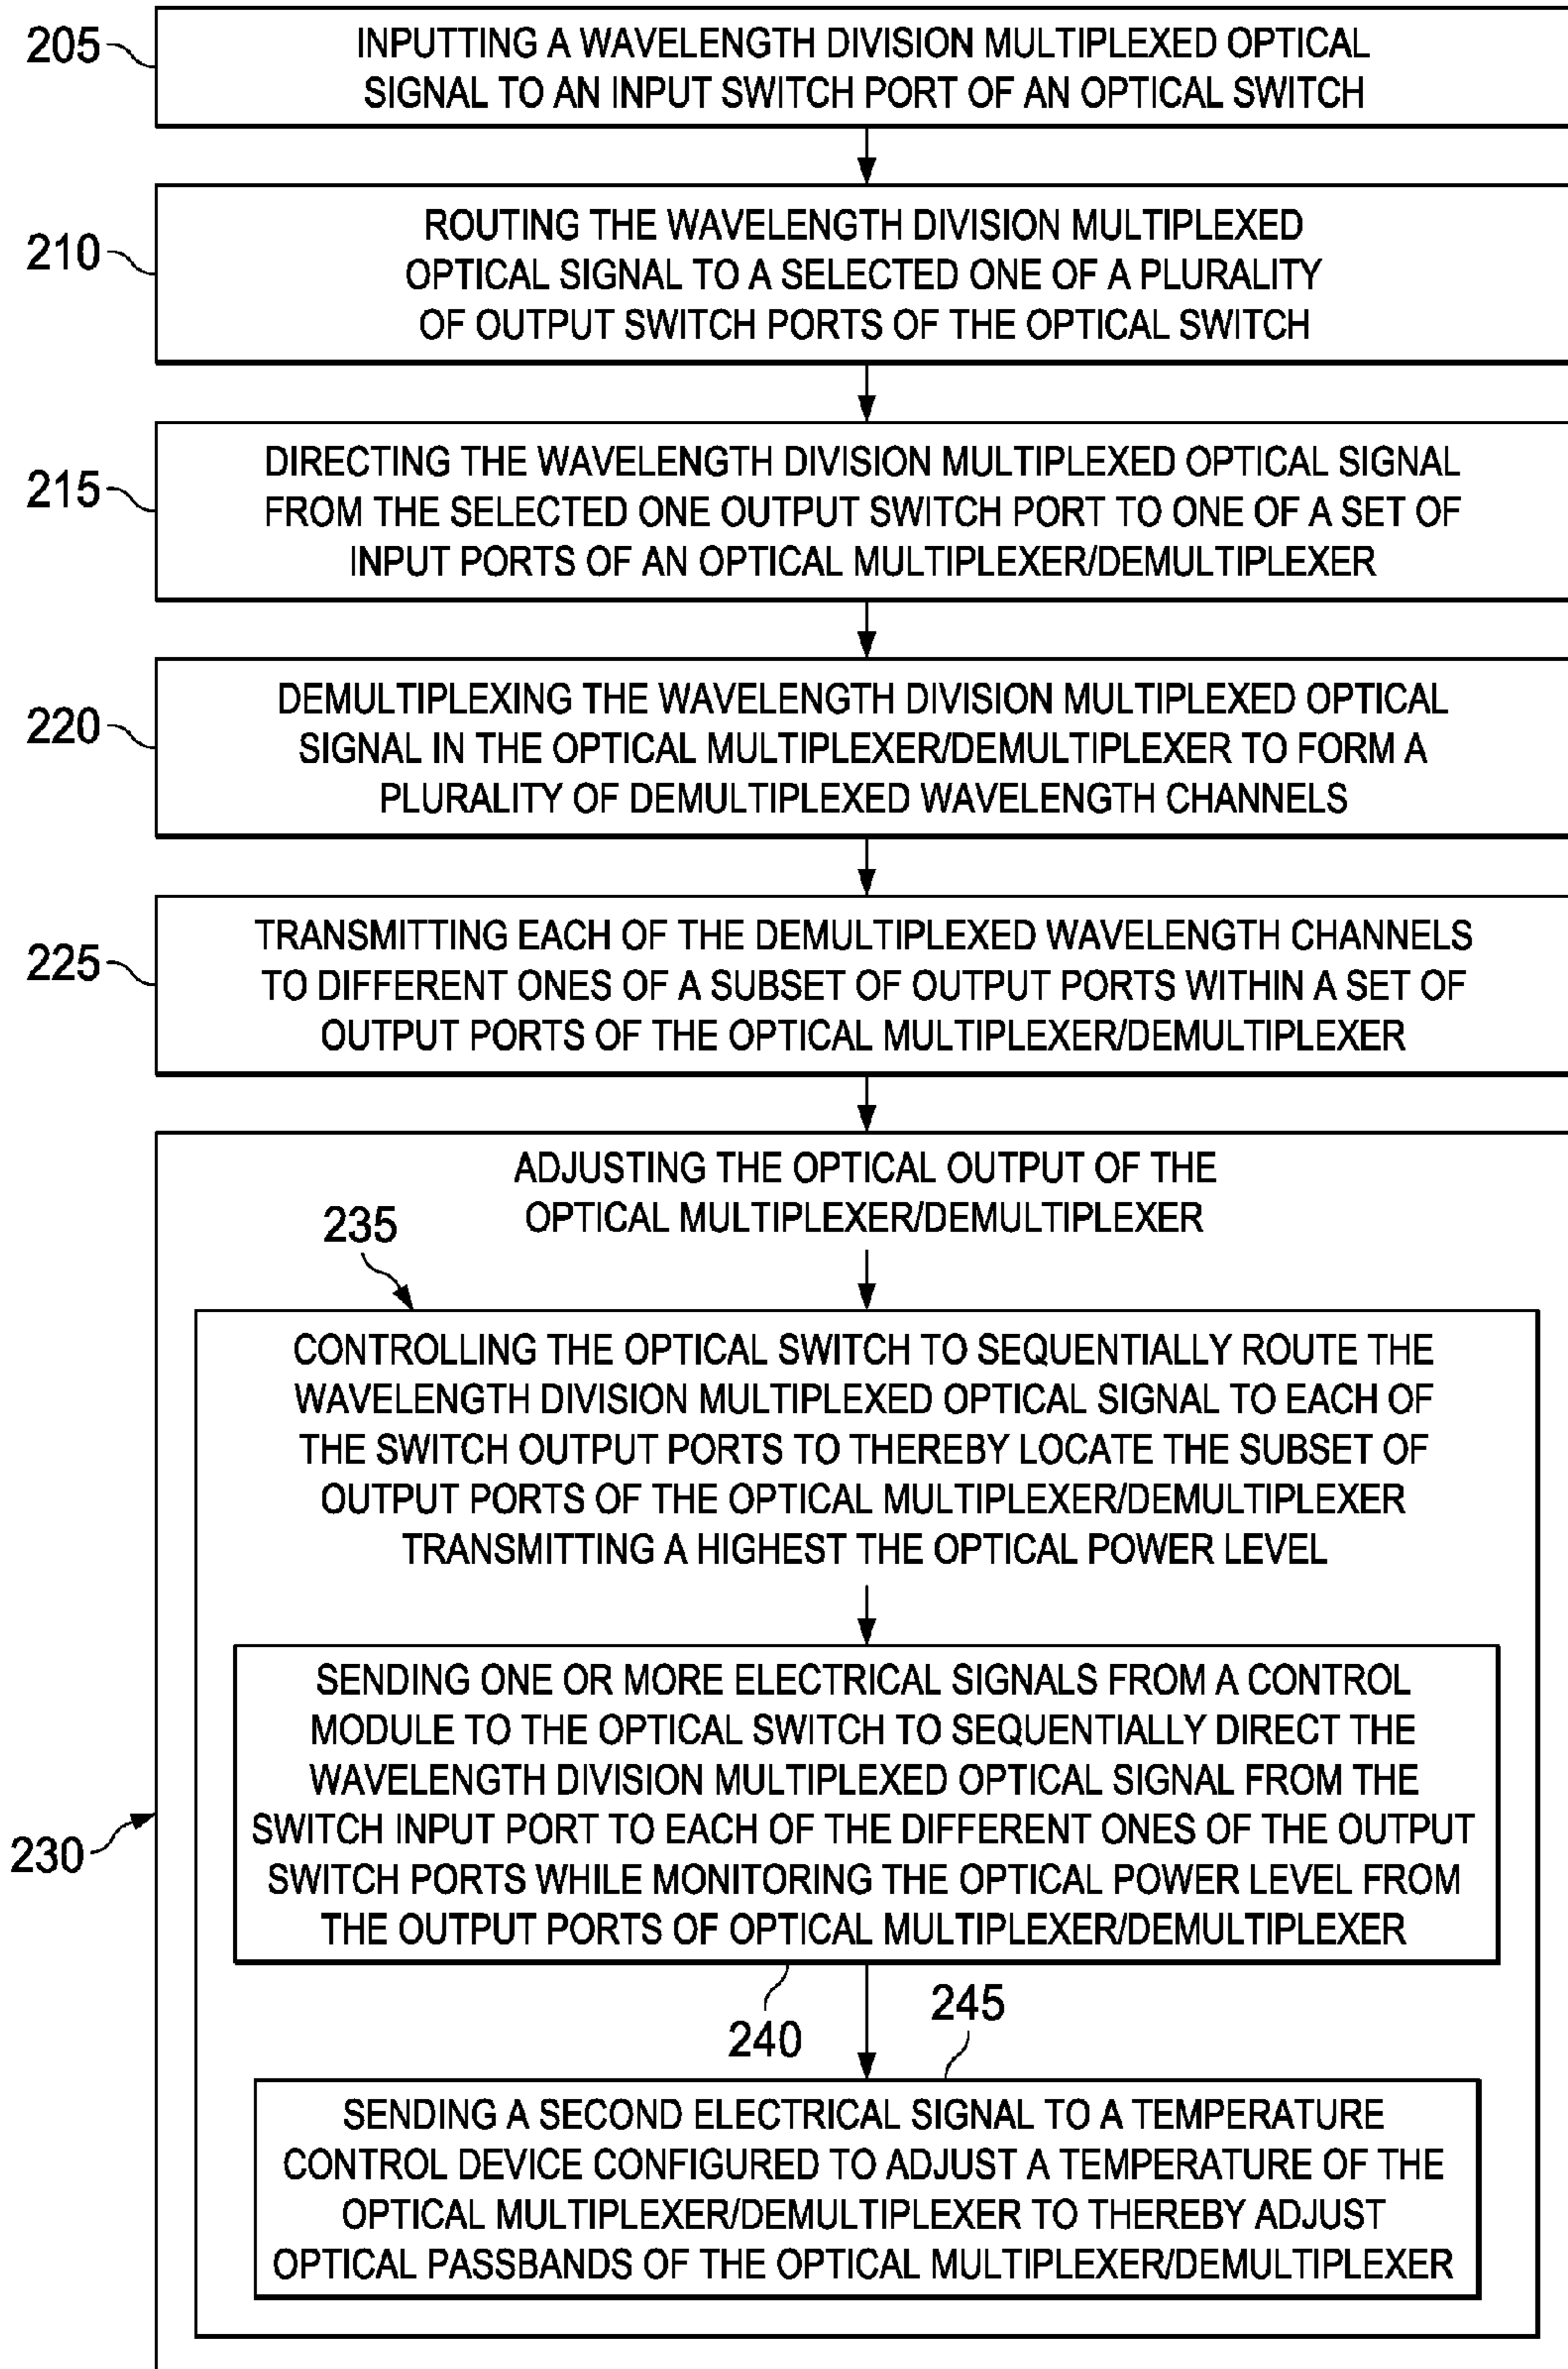 205
INPUTTING A WAVELENGTH DIVISION MULTIPLEXED OPTICAL
SIGNAL TO AN INPUT SWITCH PORT OF AN OPTICAL SWITCH
210
ROUTING THE WAVELENGTH DIVISION MULTIPLEXED
OPTICAL SIGNAL TO A SELECTED ONE OF A PLURALITY
OF OUTPUT SWITCH PORTS OF THE OPTICAL SWITCH
215
DIRECTING THE WAVELENGTH DIVISION MULTIPLEXED OPTICAL SIGNAL
FROM THE SELECTED ONE OUTPUT SWITCH PORT TO ONE OF A SET OF
INPUT PORTS OF AN OPTICAL MULTIPLEXER/DEMULTIPLEXER
220
DEMULTIPLEXING THE WAVELENGTH DIVISION MULTIPLEXED OPTICAL
SIGNAL IN THE OPTICAL MULTIPLEXER/DEMULTIPLEXER TO FORM A
PLURALITY OF DEMULTIPLEXED WAVELENGTH CHANNELS
225
TRANSMITTING EACH OF THE DEMULTIPLEXED WAVELENGTH CHANNELS
TO DIFFERENT ONES OF A SUBSET OF OUTPUT PORTS WITHIN A SET OF
OUTPUT PORTS OF THE OPTICAL MULTIPLEXER/DEMULTIPLEXER
ADJUSTING THE OPTICAL OUTPUT OF THE
OPTICAL MULTIPLEXER/DEMULTIPLEXER
235
CONTROLLING THE OPTICAL SWITCH TO SEQUENTIALLY ROUTE THE
WAVELENGTH DIVISION MULTIPLEXED OPTICAL SIGNAL TO EACH OF
THE SWITCH OUTPUT PORTS TO THEREBY LOCATE THE SUBSET OF
OUTPUT PORTS OF THE OPTICAL MULTIPLEXER/DEMULTIPLEXER
TRANSMITTING A HIGHEST THE OPTICAL POWER LEVEL
SENDING ONE OR MORE ELECTRICAL SIGNALS FROM A CONTROL
MODULE TO THE OPTICAL SWITCH TO SEQUENTIALLY DIRECT THE
WAVELENGTH DIVISION MULTIPLEXED OPTICAL SIGNAL FROM THE
SWITCH INPUT PORT TO EACH OF THE DIFFERENT ONES OF THE OUTPUT
SWITCH PORTS WHILE MONITORING THE OPTICAL POWER LEVEL FROM
THE OUTPUT PORTS OF OPTICAL MULTIPLEXER/DEMULTIPLEXER
230
240
245
SENDING A SECOND ELECTRICAL SIGNAL TO A TEMPERATURE
CONTROL DEVICE CONFIGURED TO ADJUST A TEMPERATURE OF THE
OPTICAL MULTIPLEXER/DEMULTIPLEXER TO THEREBY ADJUST
OPTICAL PASSBANDS OF THE OPTICAL MULTIPLEXER/DEMULTIPLEXER